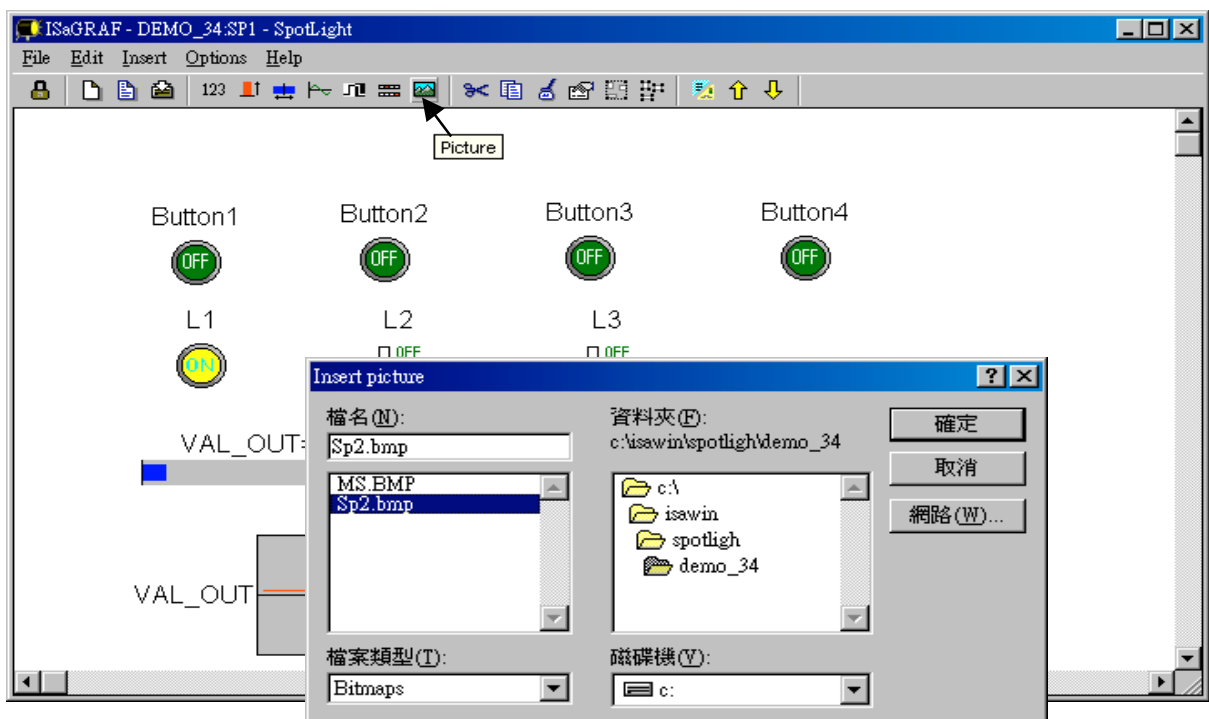 ISaGRAF - DEMO_34:SP1 - SpotLight
File Edit Insert Options Help
123
Picture
Button1 Button2 Button3 Button4
OFF OFF OFF OFF
L1 L2 L3
ON OFF OFF
Insert picture
檔名(N):
資料夾(F):
確定
Sp2.bmp
c:\isawin\spotligh\demo_34
VAL_OUT=
取消
MS.BMP
Sp2.bmp
c:\
isawin
spotligh
demo_34
網路(W)...
VAL_OUT
檔案類型(T):
磁碟機(V):
Bitmaps
c: